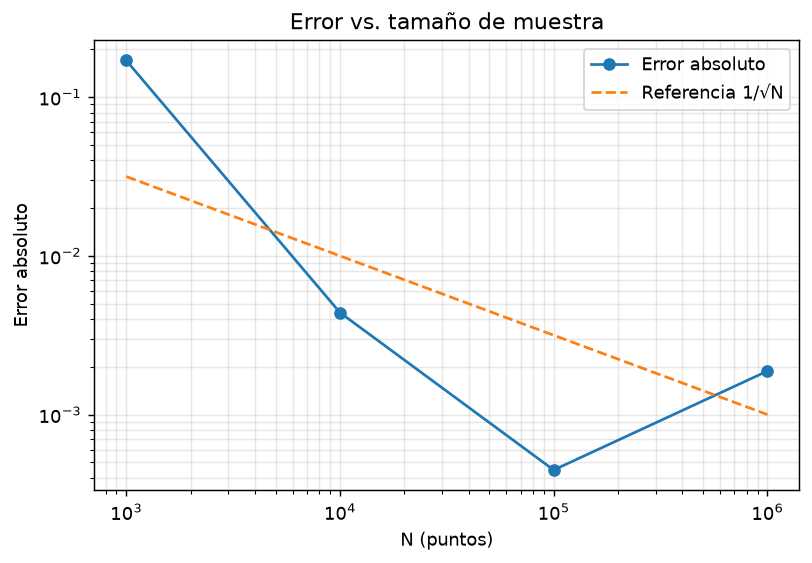 Error vs. tamaño de muestra
Error absoluto
Referencia 1/√N
10⁻¹
10⁻²
10⁻³
Error absoluto
10³ 10⁴ 10⁵ 10⁶
N (puntos)